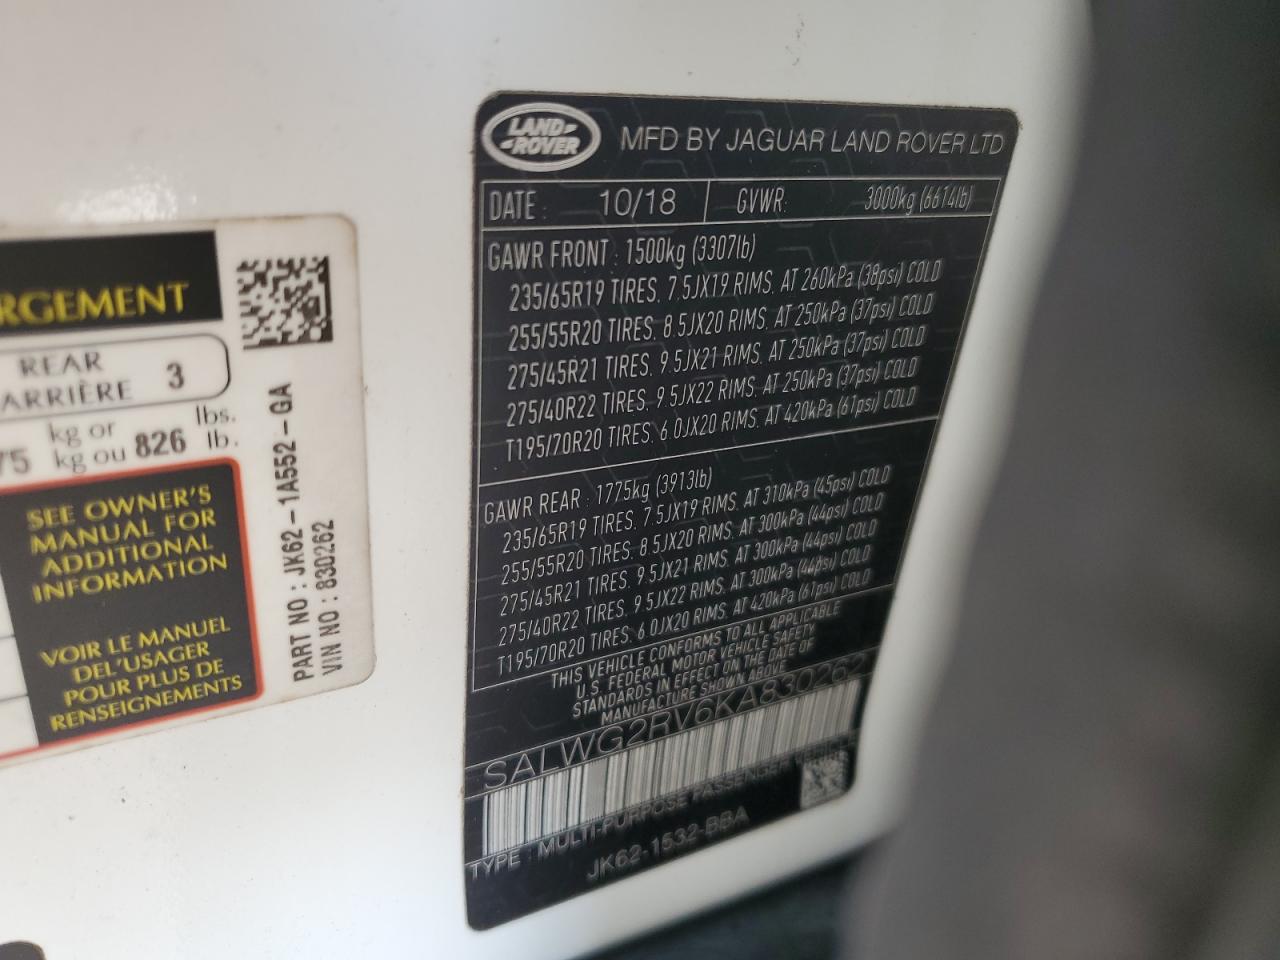 RGEMENT
REAR
ARRIÈRE 3
kg or lbs.
75 kg ou 826 lb.
SEE OWNER'S
MANUAL FOR
ADDITIONAL
INFORMATION
VOIR LE MANUEL
DEL'USAGER
POUR PLUS DE
RENSEIGNEMENTS
PART NO : JK62-1A552-GA
VIN NO : 830262
LAND
ROVER
MFD BY JAGUAR LAND ROVER LTD
DATE : 10/18 GVWR: 3000kg (6614lb)
GAWR FRONT : 1500kg (3307lb)
235/65R19 TIRES, 7.5JX19 RIMS, AT 260kPa (38psi) COLD
255/55R20 TIRES, 8.5JX20 RIMS, AT 250kPa (37psi) COLD
275/45R21 TIRES, 9.5JX21 RIMS, AT 250kPa (37psi) COLD
275/40R22 TIRES, 9.5JX22 RIMS, AT 250kPa (37psi) COLD
T195/70R20 TIRES, 6.0JX20 RIMS, AT 420kPa (61psi) COLD
GAWR REAR : 1775kg (3913lb)
235/65R19 TIRES, 7.5JX19 RIMS, AT 310kPa (45psi) COLD
255/55R20 TIRES, 8.5JX20 RIMS, AT 300kPa (44psi) COLD
275/45R21 TIRES, 9.5JX21 RIMS, AT 300kPa (44psi) COLD
275/40R22 TIRES, 9.5JX22 RIMS, AT 300kPa (44psi) COLD
T195/70R20 TIRES, 6.0JX20 RIMS, AT 420kPa (61psi) COLD
THIS VEHICLE CONFORMS TO ALL APPLICABLE
U.S. FEDERAL MOTOR VEHICLE SAFETY
STANDARDS IN EFFECT ON THE DATE OF
MANUFACTURE SHOWN ABOVE
SALWG2RV6KA830262
TYPE : MULTI-PURPOSE PASSENGER VEHICLE
JK62-1532-BBA